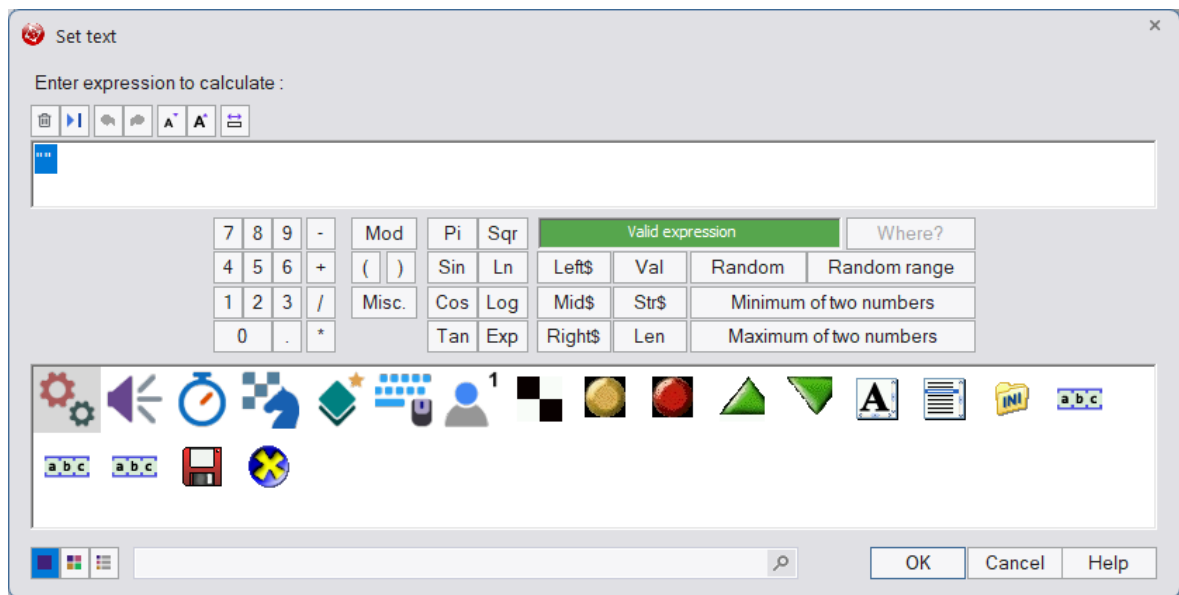 Set text
Enter expression to calculate :
A A
""
7 8 9 - Mod Pi Sqr Valid expression Where?
4 5 6 + ( ) Sin Ln Left$ Val Random Random range
1 2 3 / Misc. Cos Log Mid$ Str$ Minimum of two numbers
0 . * Tan Exp Right$ Len Maximum of two numbers
1 A INI a b c
a b c a b c
OK Cancel Help